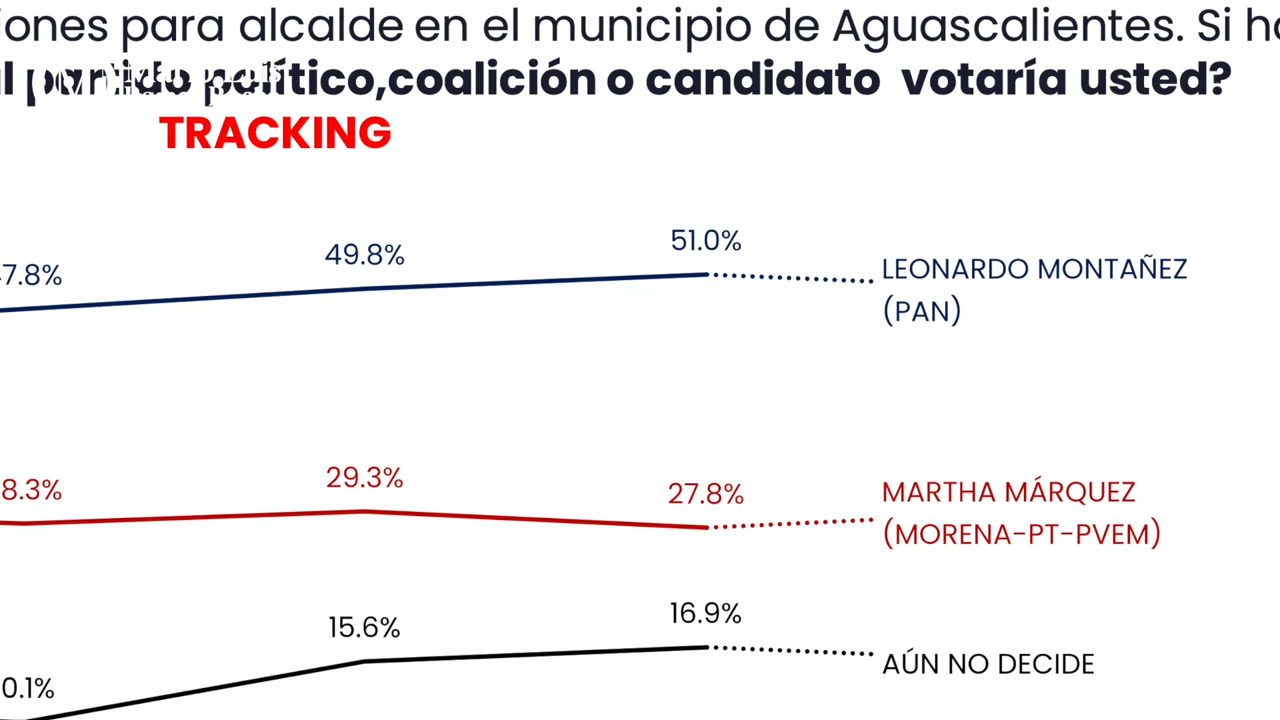 iones para alcalde en el municipio de Aguascalientes. Si
partido político,coalición o candidato votaría usted?
TRACKING
51.0%
49.8%
7.8%
LEONARDO MONTAÑEZ
(PAN)
29.3%
8.3%
27.8%
MARTHA MÁRQUEZ
(MORENA-PT-PVEM)
16.9%
15.6%
AÚN NO DECIDE
0.1%